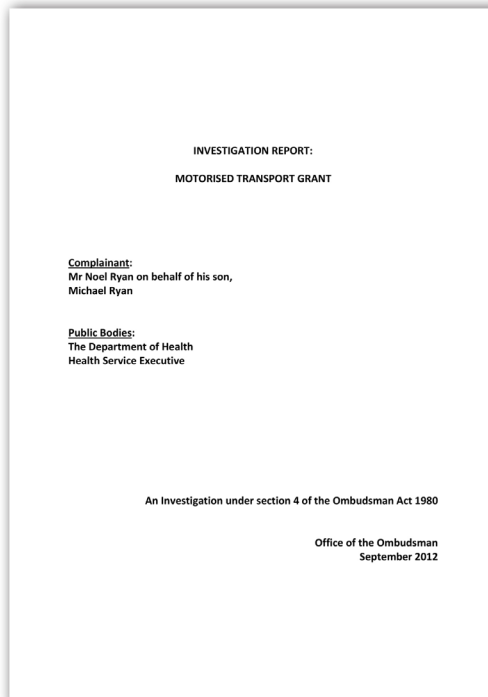 INVESTIGATION REPORT:
MOTORISED TRANSPORT GRANT
Complainant:
Mr Noel Ryan on behalf of his son,
Michael Ryan
Public Bodies:
The Department of Health
Health Service Executive
An Investigation under section 4 of the Ombudsman Act 1980
Office of the Ombudsman
September 2012